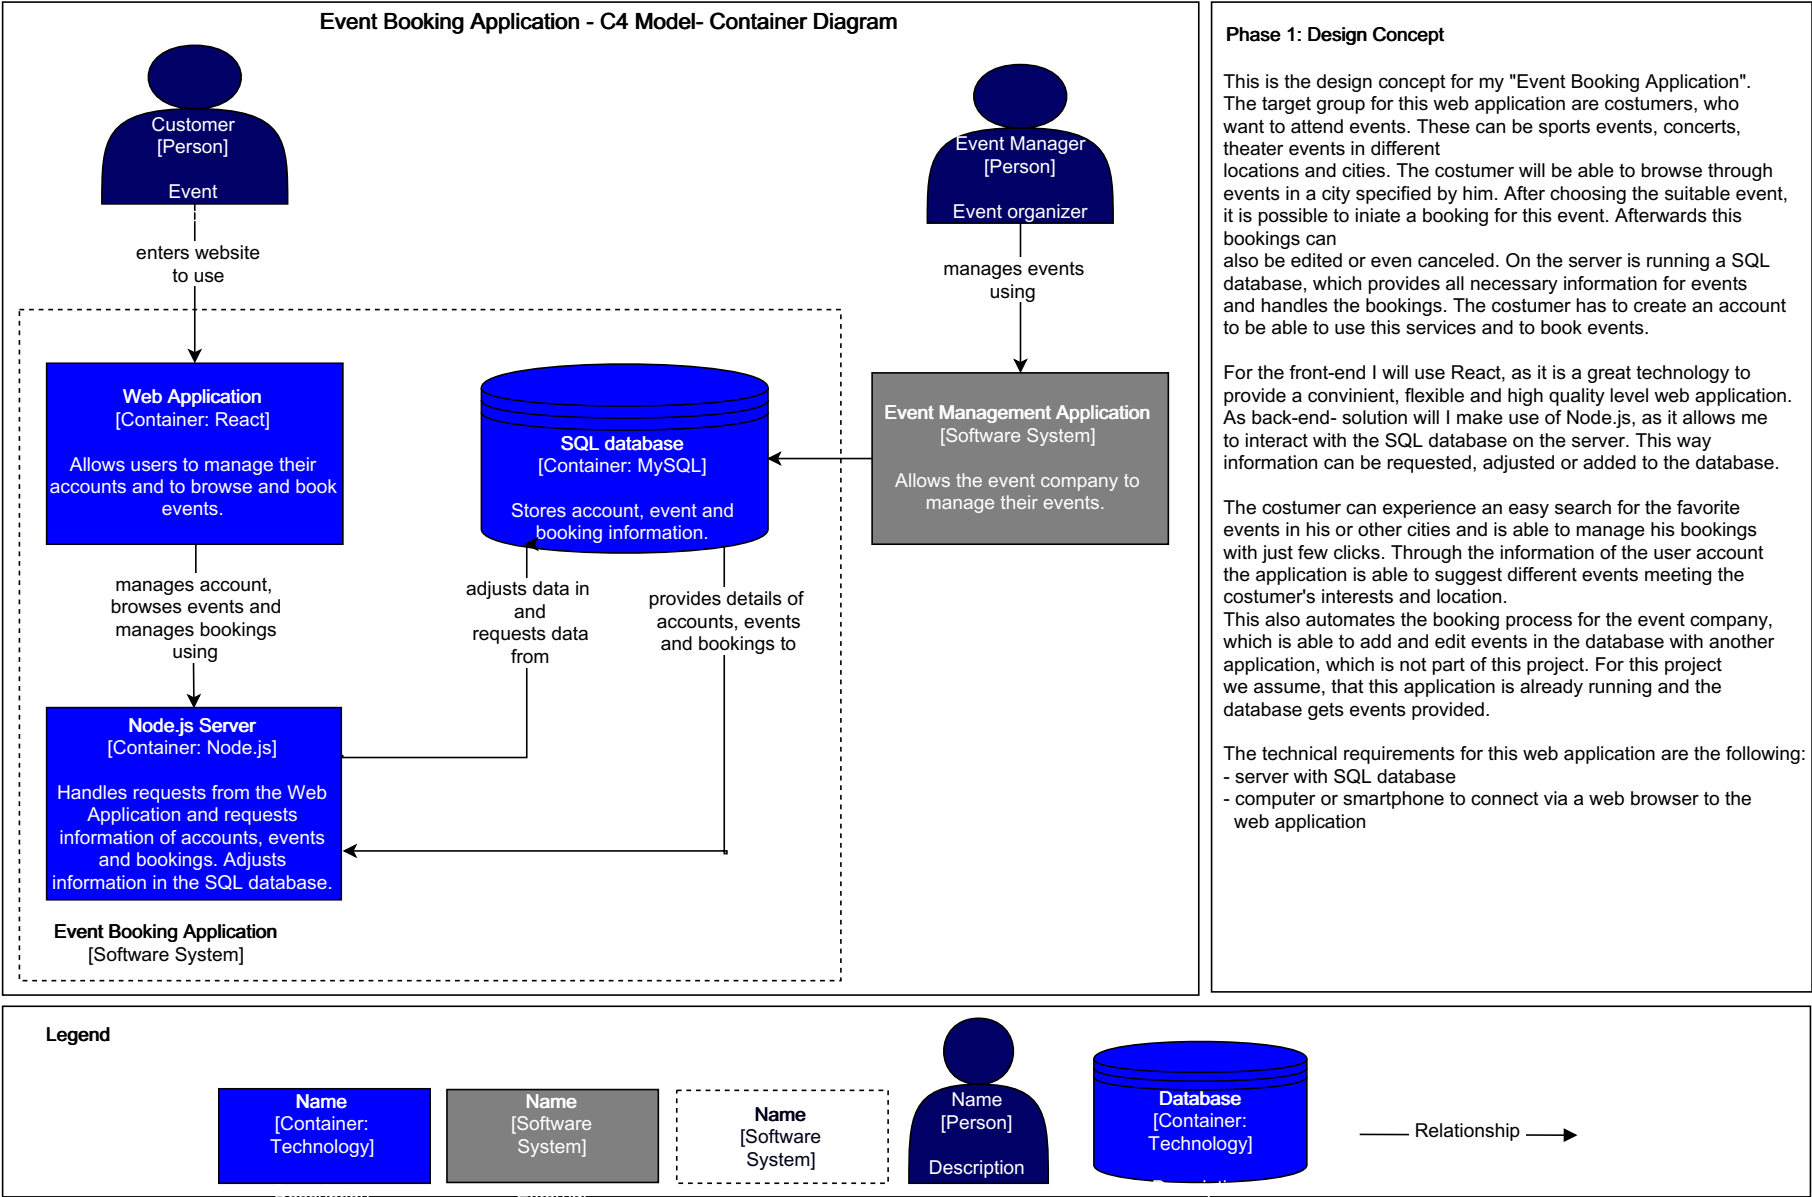 Event Booking Application - C4 Model- Container Diagram
Customer
[Person]
Event
enters website
to use
Event Manager
[Person]
Event organizer
manages events
using
Web Application
[Container: React]
Allows users to manage their
accounts and to browse and book
events.
SQL database
[Container: MySQL]
Stores account, event and
booking information.
Event Management Application
[Software System]
Allows the event company to
manage their events.
manages account,
browses events and
manages bookings
using
adjusts data in
and
requests data
from
provides details of
accounts, events
and bookings to
Node.js Server
[Container: Node.js]
Handles requests from the Web
Application and requests
information of accounts, events
and bookings. Adjusts
information in the SQL database.
Event Booking Application
[Software System]
Phase 1: Design Concept
This is the design concept for my "Event Booking Application".
The target group for this web application are costumers, who
want to attend events. These can be sports events, concerts,
theater events in different
locations and cities. The costumer will be able to browse through
events in a city specified by him. After choosing the suitable event,
it is possible to iniate a booking for this event. Afterwards this
bookings can
also be edited or even canceled. On the server is running a SQL
database, which provides all necessary information for events
and handles the bookings. The costumer has to create an account
to be able to use this services and to book events.
For the front-end I will use React, as it is a great technology to
provide a convinient, flexible and high quality level web application.
As back-end- solution will I make use of Node.js, as it allows me
to interact with the SQL database on the server. This way
information can be requested, adjusted or added to the database.
The costumer can experience an easy search for the favorite
events in his or other cities and is able to manage his bookings
with just few clicks. Through the information of the user account
the application is able to suggest different events meeting the
costumer's interests and location.
This also automates the booking process for the event company,
which is able to add and edit events in the database with another
application, which is not part of this project. For this project
we assume, that this application is already running and the
database gets events provided.
The technical requirements for this web application are the following:
- server with SQL database
- computer or smartphone to connect via a web browser to the
web application
Legend
Name
[Container:
Technology]
Name
[Software
System]
Name
[Software
System]
Name
[Person]
Description
Database
[Container:
Technology]
Relationship